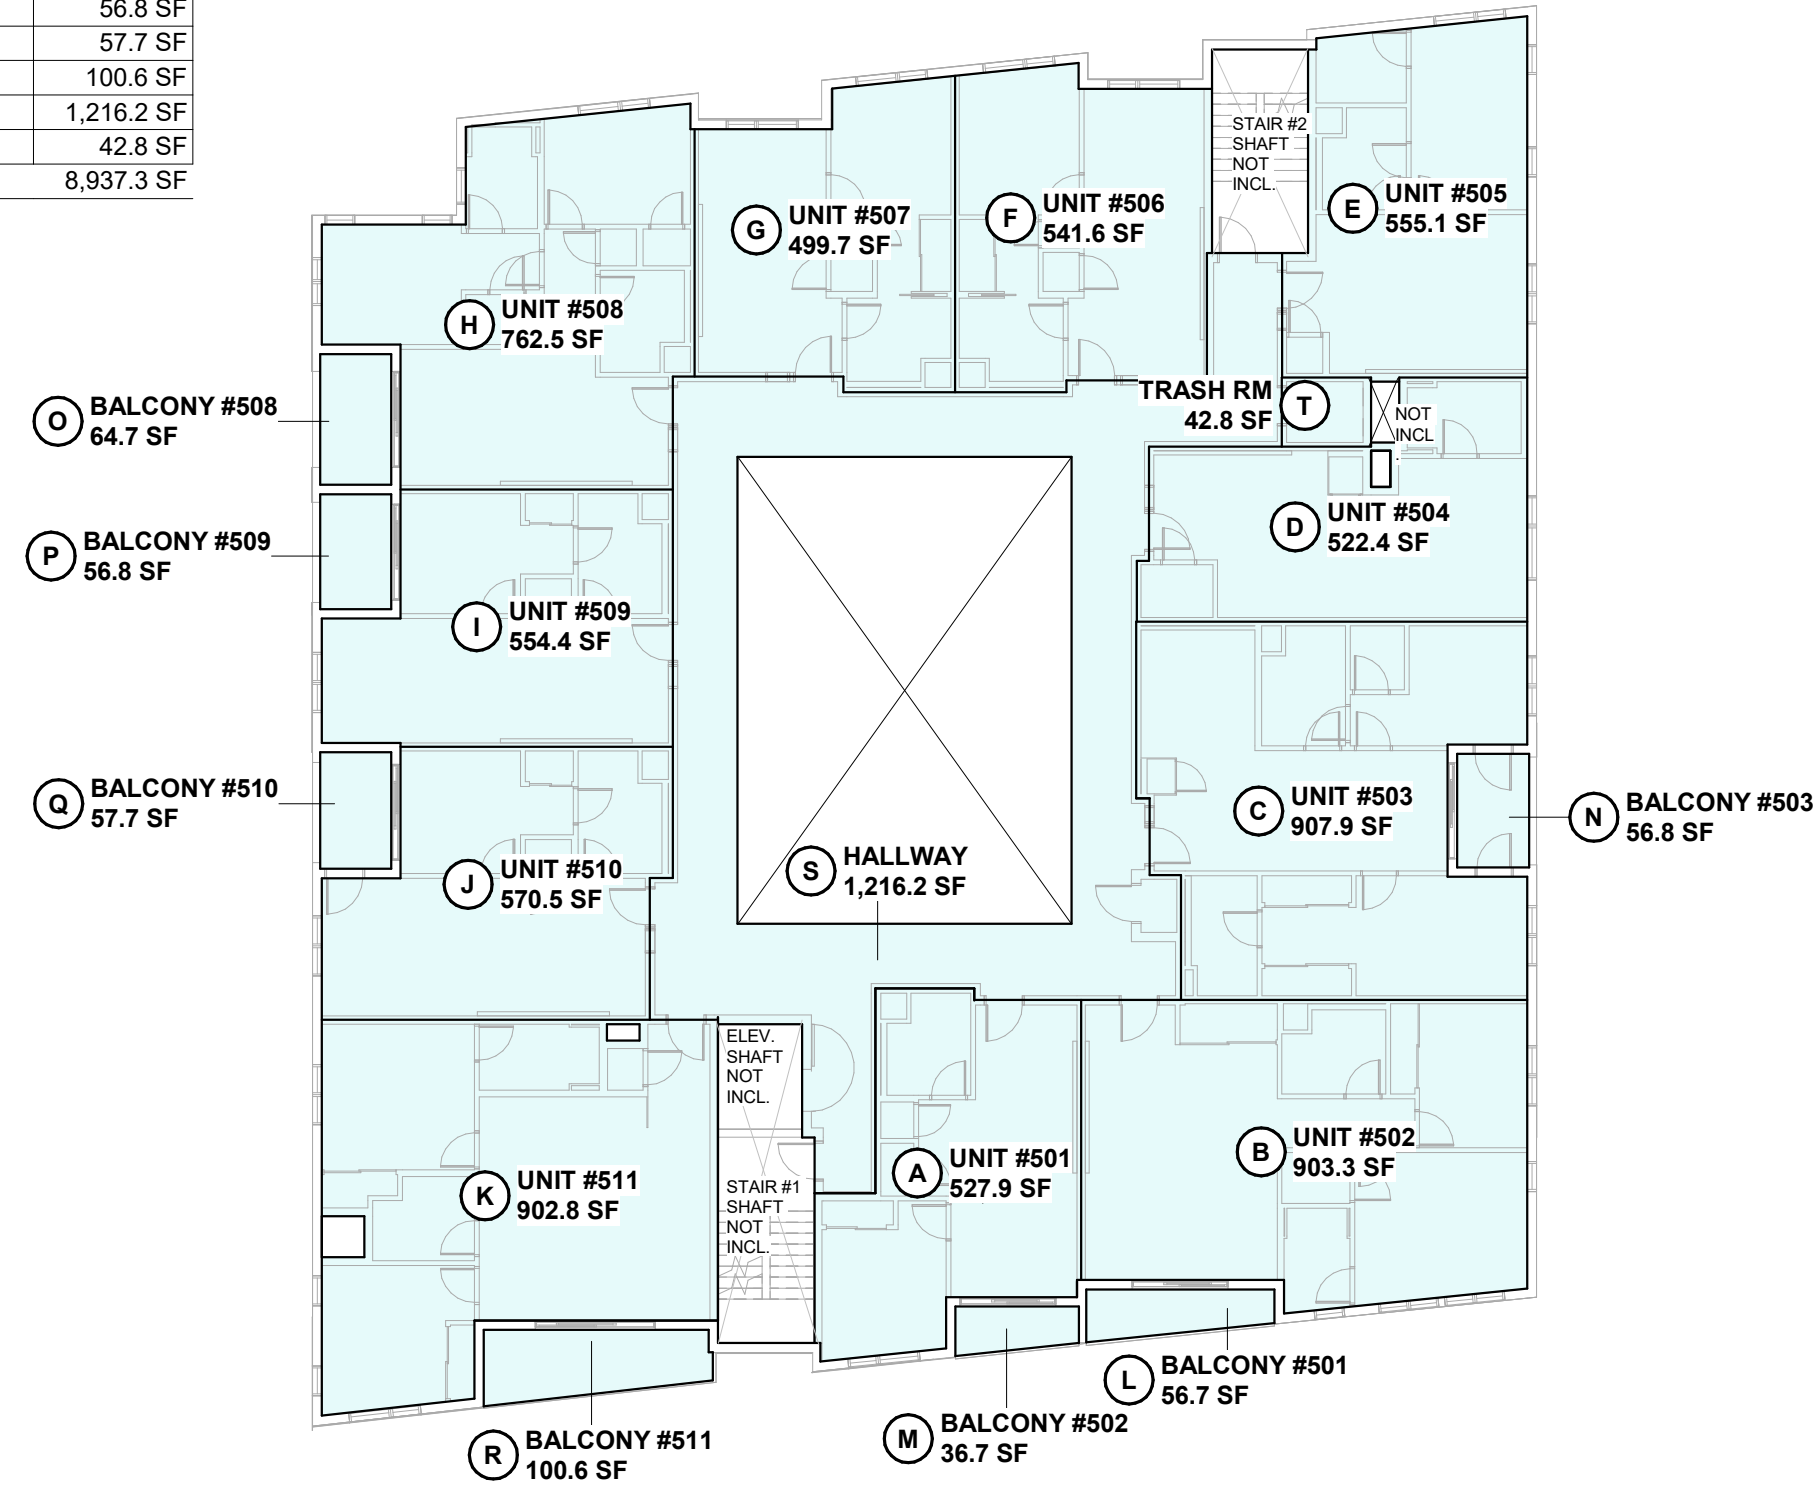 56.8 SF
57.7 SF
100.6 SF
1,216.2 SF
42.8 SF
8,937.3 SF
STAIR #2
SHAFT
NOT
INCL.
E
UNIT #505
555.1 SF
G
UNIT #507
499.7 SF
F
UNIT #506
541.6 SF
H
UNIT #508
762.5 SF
O
BALCONY #508
64.7 SF
TRASH RM
42.8 SF
T
NOT
INCL
.
P
BALCONY #509
56.8 SF
D
UNIT #504
522.4 SF
I
UNIT #509
554.4 SF
Q
BALCONY #510
57.7 SF
C
UNIT #503
907.9 SF
N
BALCONY #503
56.8 SF
J
UNIT #510
570.5 SF
S
HALLWAY
1,216.2 SF
ELEV.
SHAFT
NOT
INCL.
K
UNIT #511
902.8 SF
STAIR #1
SHAFT
NOT
INCL.
A
UNIT #501
527.9 SF
B
UNIT #502
903.3 SF
L
BALCONY #501
56.7 SF
M
BALCONY #502
36.7 SF
R
BALCONY #511
100.6 SF